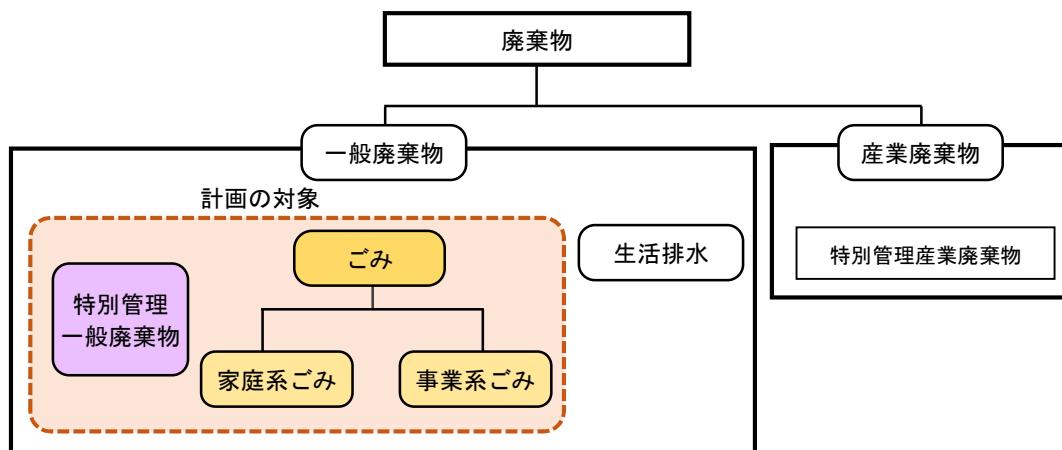 廃棄物
一般廃棄物
産業廃棄物
計画の対象
ごみ
生活排水
特別管理産業廃棄物
特別管理
一般廃棄物
家庭系ごみ
事業系ごみ